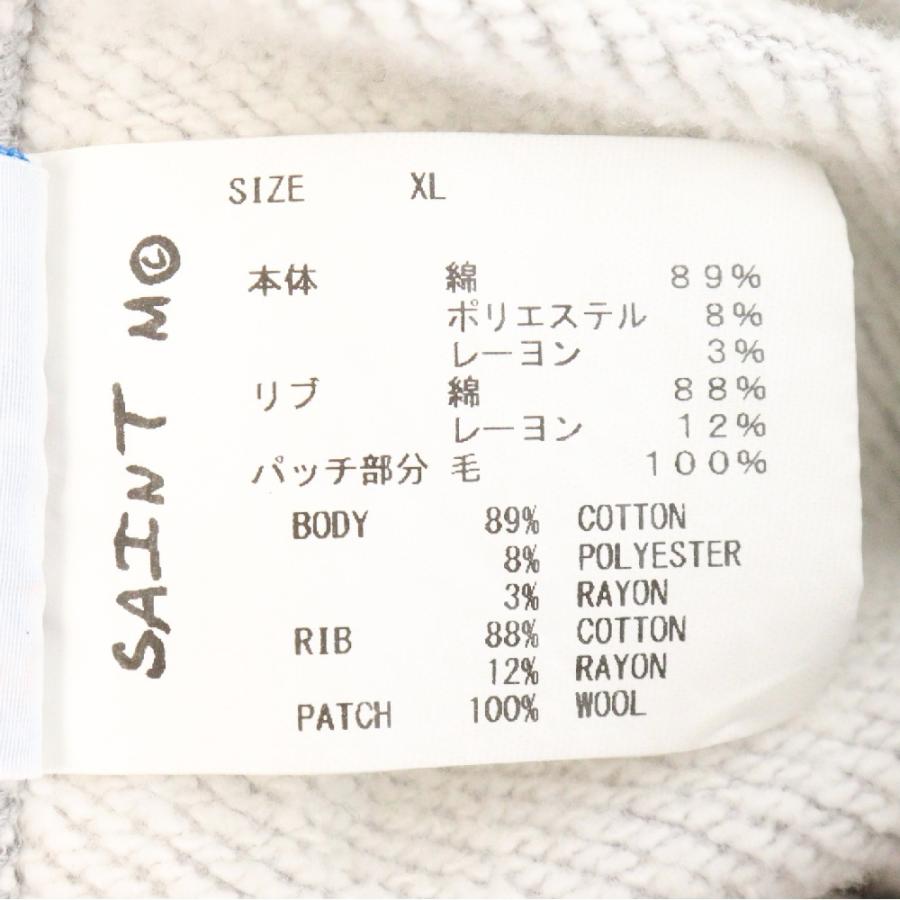 SAINT M©
SIZE XL
本体 綿 89%
ポリエステル 8%
レーヨン 3%
リブ 綿 88%
レーヨン 12%
パッチ部分 毛 100%
BODY 89% COTTON
8% POLYESTER
3% RAYON
RIB 88% COTTON
12% RAYON
PATCH 100% WOOL